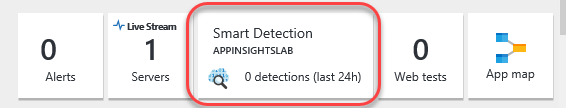 0
Alerts
Live Stream
1
Servers
Smart Detection
APPINSIGHTSLAB
0 detections (last 24h)
0
Web tests
App map